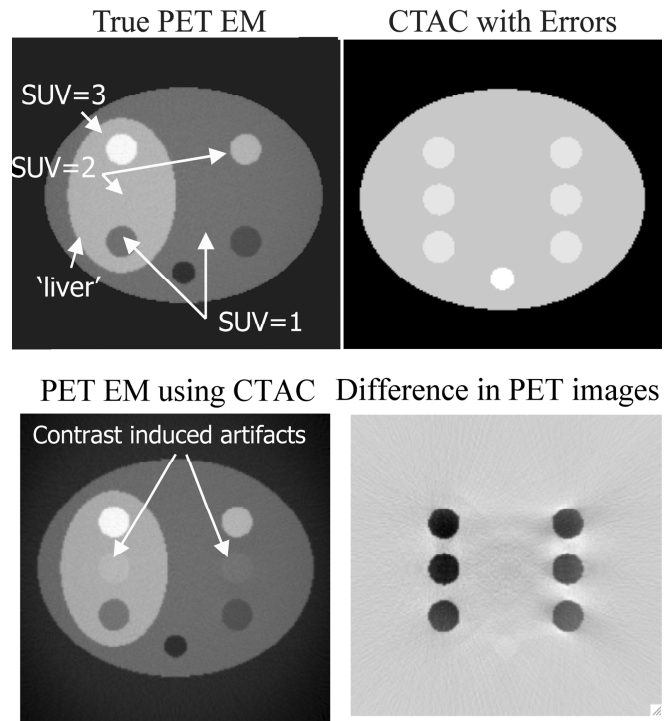 True PET EM
CTAC with Errors
SUV=3
SUV=2
'liver'
SUV=1
PET EM using CTAC
Difference in PET images
Contrast induced artifacts